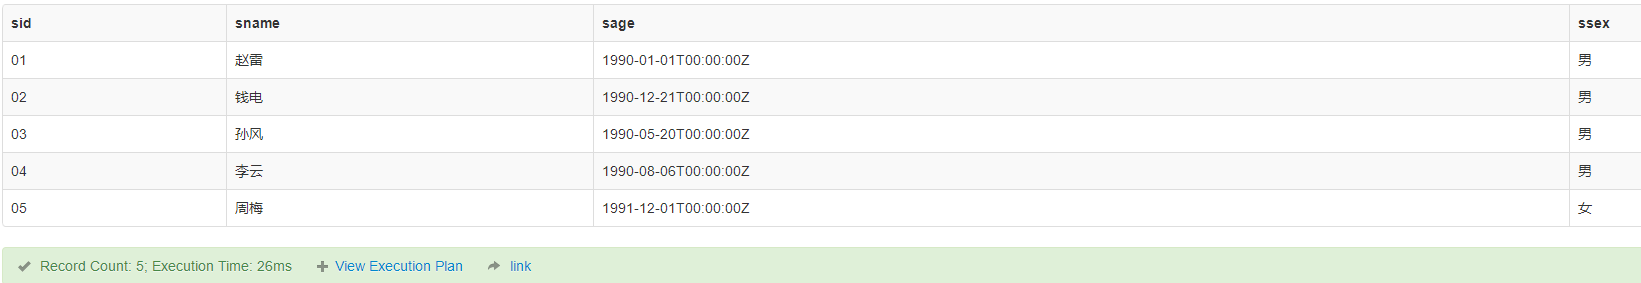 sid sname sage ssex
01 赵雷 1990-01-01T00:00:00Z 男
02 钱电 1990-12-21T00:00:00Z 男
03 孙风 1990-05-20T00:00:00Z 男
04 李云 1990-08-06T00:00:00Z 男
05 周梅 1991-12-01T00:00:00Z 女
Record Count: 5; Execution Time: 26ms View Execution Plan link